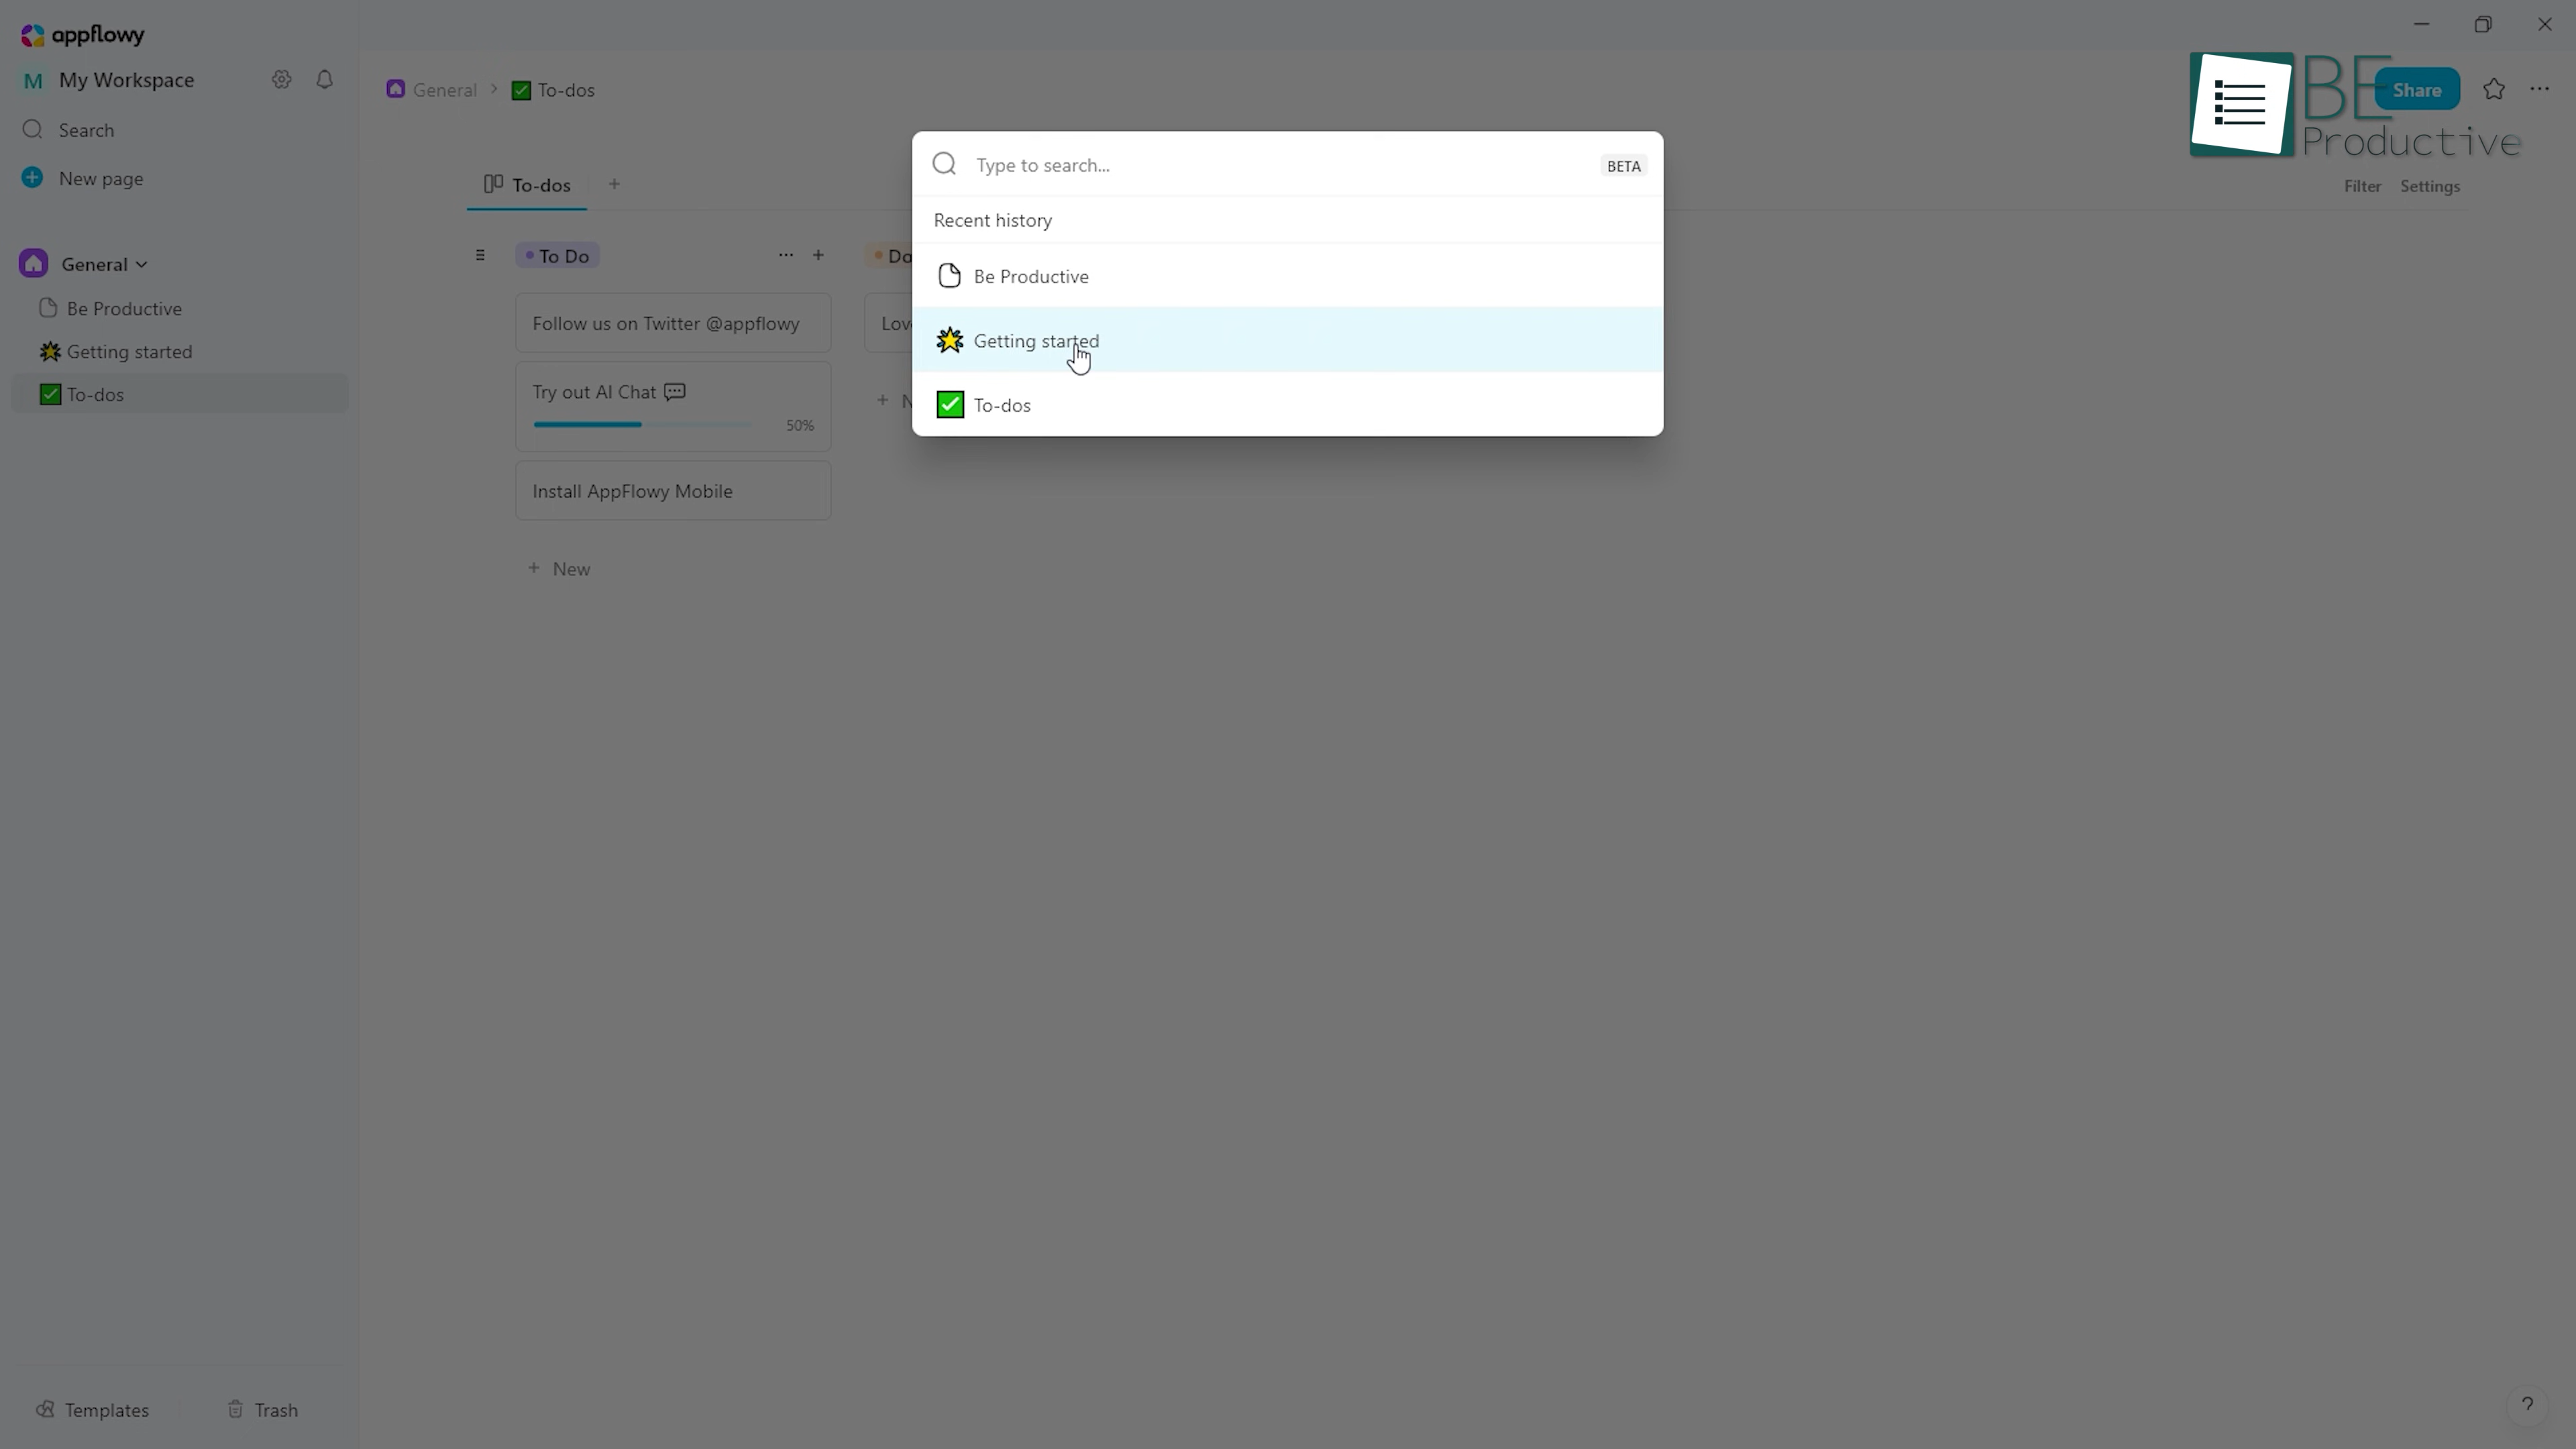 appflowy
M My Workspace
Search
New page
General
Be Productive
Getting started
To-dos
Templates
Trash
General > To-dos
Share
BE
Productive
To-dos
Filter
Settings
To Do
Follow us on Twitter @appflowy
Try out AI Chat
50%
Install AppFlowy Mobile
+ New
Type to search...
BETA
Recent history
Be Productive
Getting started
To-dos
?